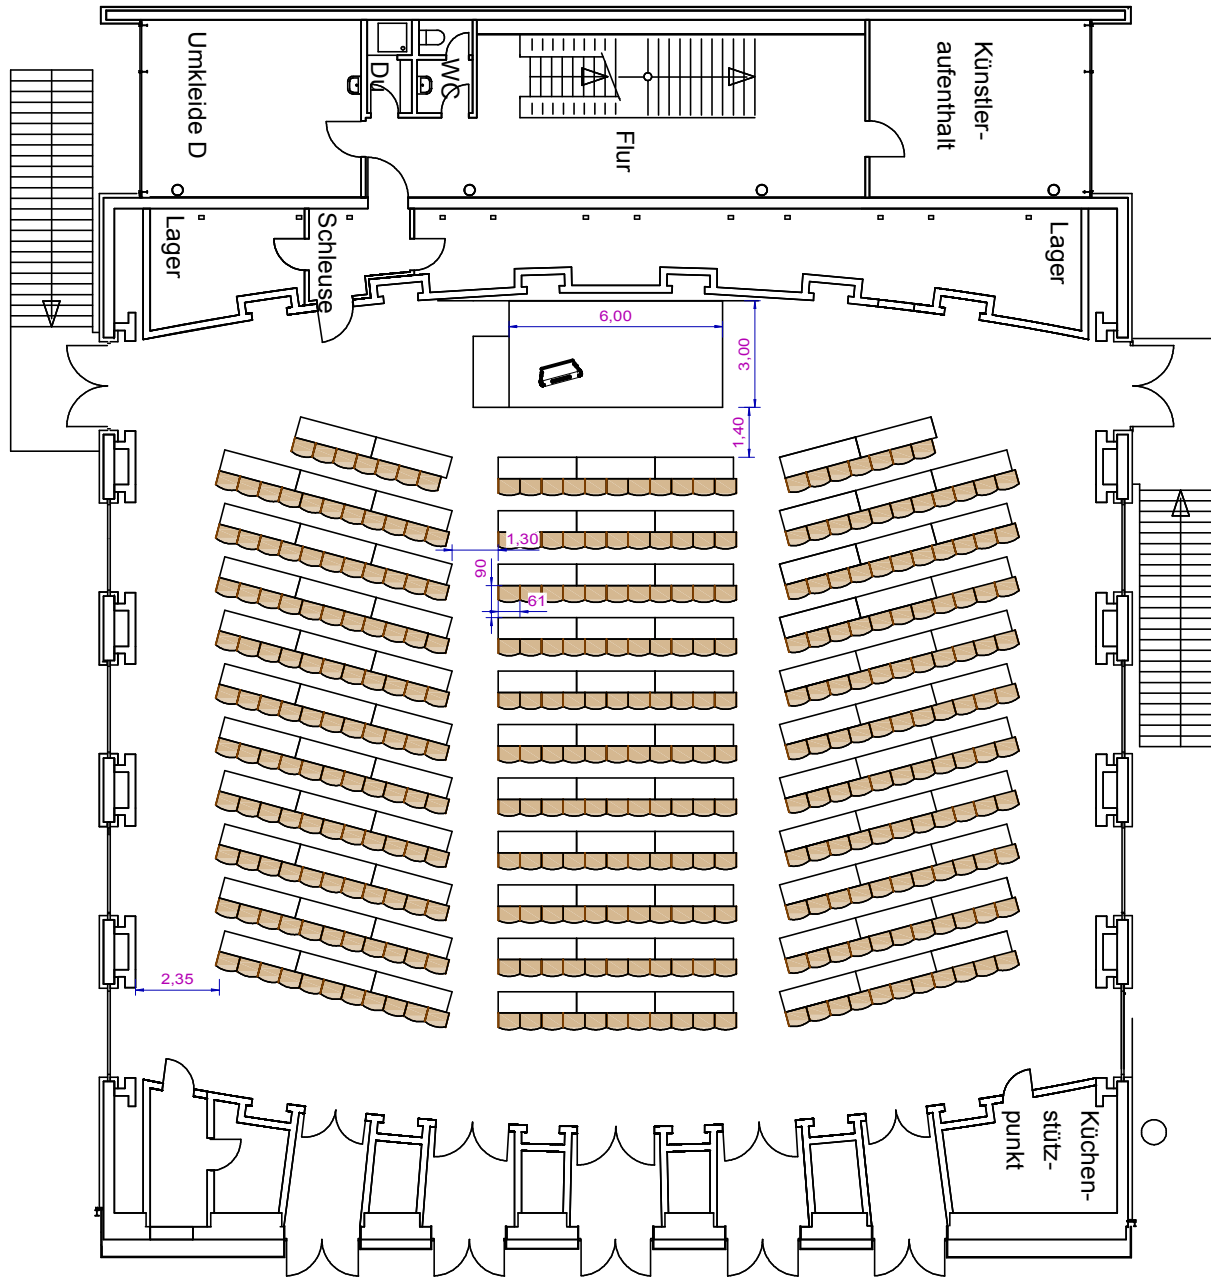 Umkleide D
Du
WC
Flur
Künstler-
aufenthalt
Lager
Schleuse
Lager
6,00
3,00
1,40
1,30
90
61
2,35
Küchen-
stütz-
punkt